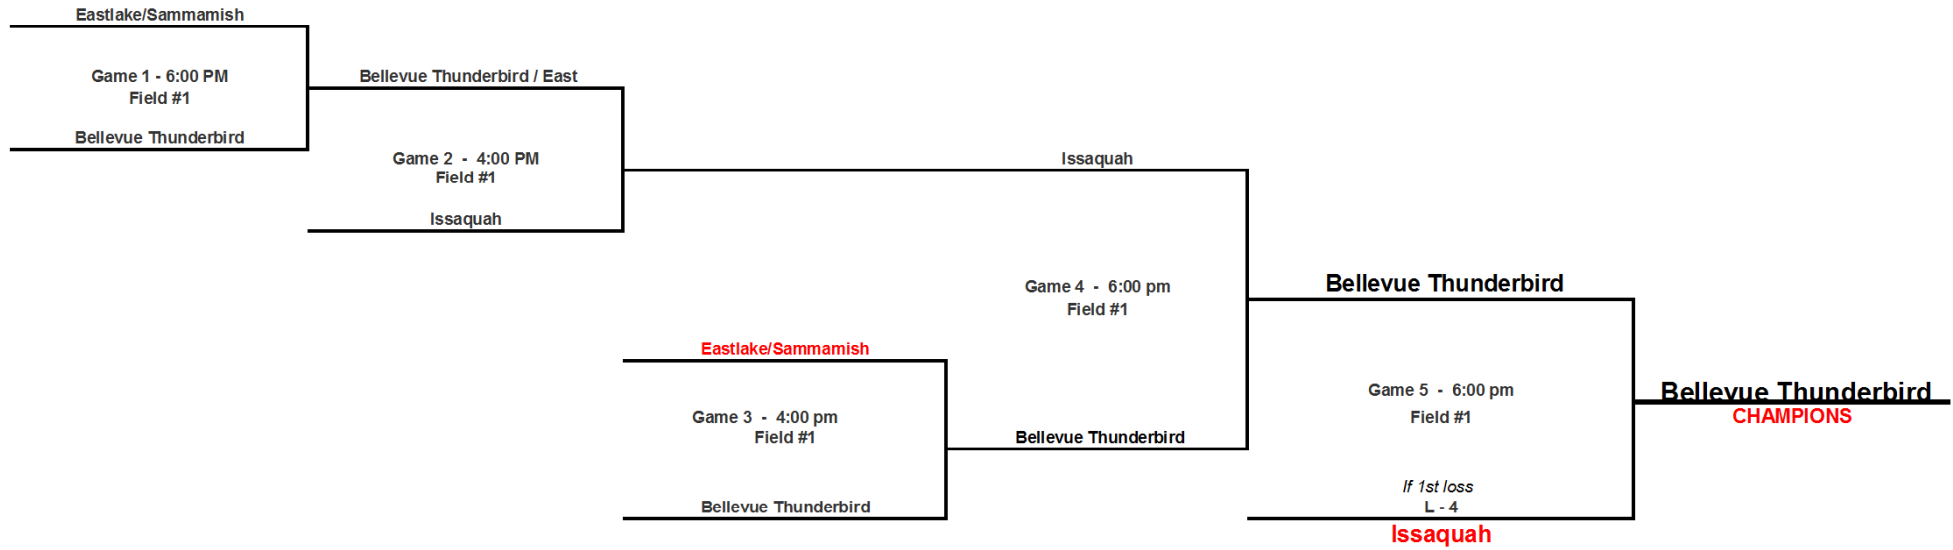 Eastlake/Sammamish
Game 1 - 6:00 PM
Field #1
Bellevue Thunderbird
Bellevue Thunderbird / East
Game 2  -  4:00 PM
Field #1
Issaquah
Issaquah
Game 4  -  6:00 pm
Field #1
Eastlake/Sammamish
Game 3  -  4:00 pm
Field #1
Bellevue Thunderbird
Bellevue Thunderbird
Bellevue Thunderbird
Game 5  -  6:00 pm
Field #1
If 1st loss
L - 4
Issaquah
Bellevue Thunderbird
CHAMPIONS